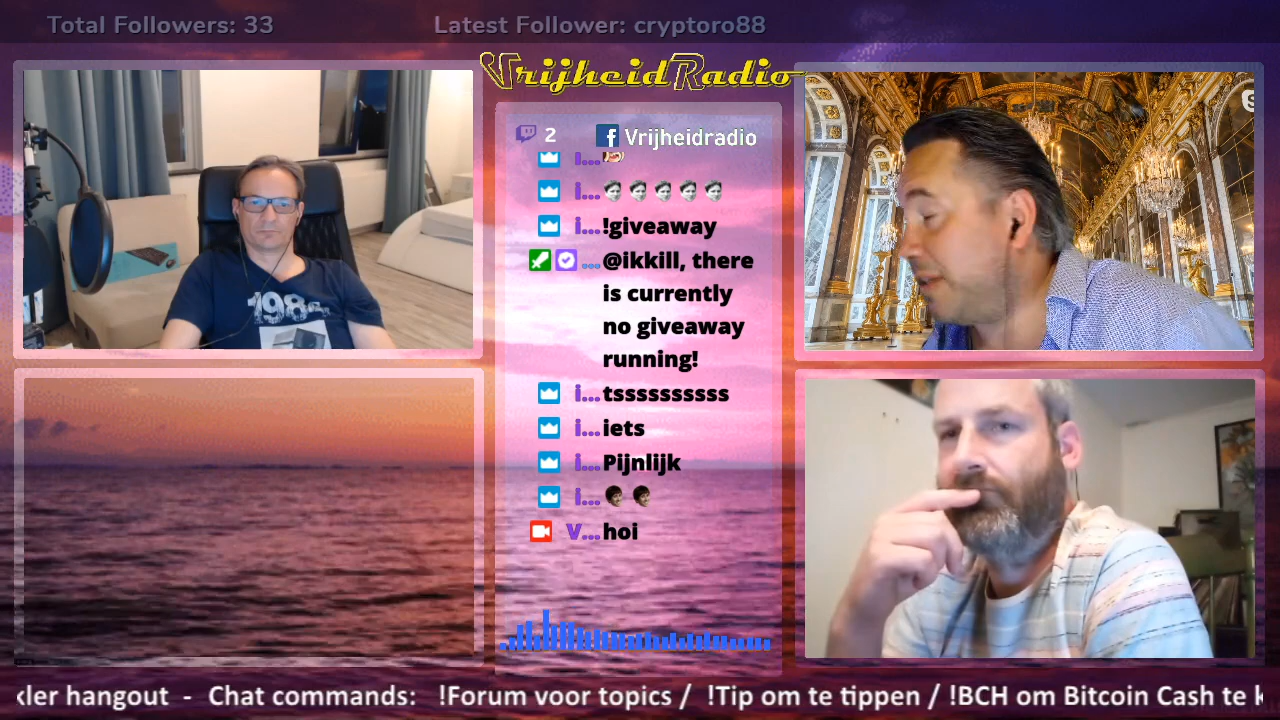 Total Followers: 33
Latest Follower: cryptoro88
VrijheidRadio
2
Vrijheidradio
i...
i...
i... !giveaway
... @ikkill, there
is currently
no giveaway
running!
i... tssssssssss
i... iets
i... Pijnlijk
i...
V... hoi
198
kler hangout - Chat commands: !Forum voor topics / !Tip om te tippen / !BCH om Bitcoin Cash te k